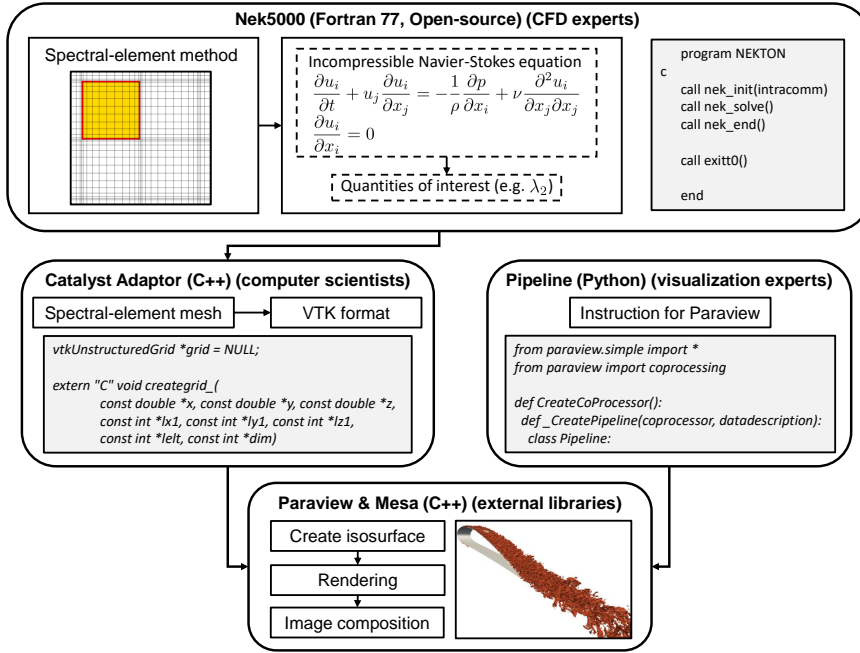 Nek5000 (Fortran 77, Open-source) (CFD experts)
Spectral-element method
Incompressible Navier-Stokes equation
∂u_i/∂t + u_j ∂u_i/∂x_j = −1/ρ ∂p/∂x_i + ν ∂²u_i/∂x_j∂x_j
∂u_i/∂x_i = 0
Quantities of interest (e.g. λ₂)
program NEKTON
c
call nek_init(intracomm)
call nek_solve()
call nek_end()
call exitt0()
end
Catalyst Adaptor (C++) (computer scientists)
Spectral-element mesh
VTK format
vtkUnstructuredGrid *grid = NULL;
extern "C" void creategrid_(
const double *x, const double *y, const double *z,
const int *lx1, const int *ly1, const int *lz1,
const int *lelt, const int *dim)
Pipeline (Python) (visualization experts)
Instruction for Paraview
from paraview.simple import *
from paraview import coprocessing
def CreateCoProcessor():
def _CreatePipeline(coprocessor, datadescription):
class Pipeline:
Paraview & Mesa (C++) (external libraries)
Create isosurface
Rendering
Image composition